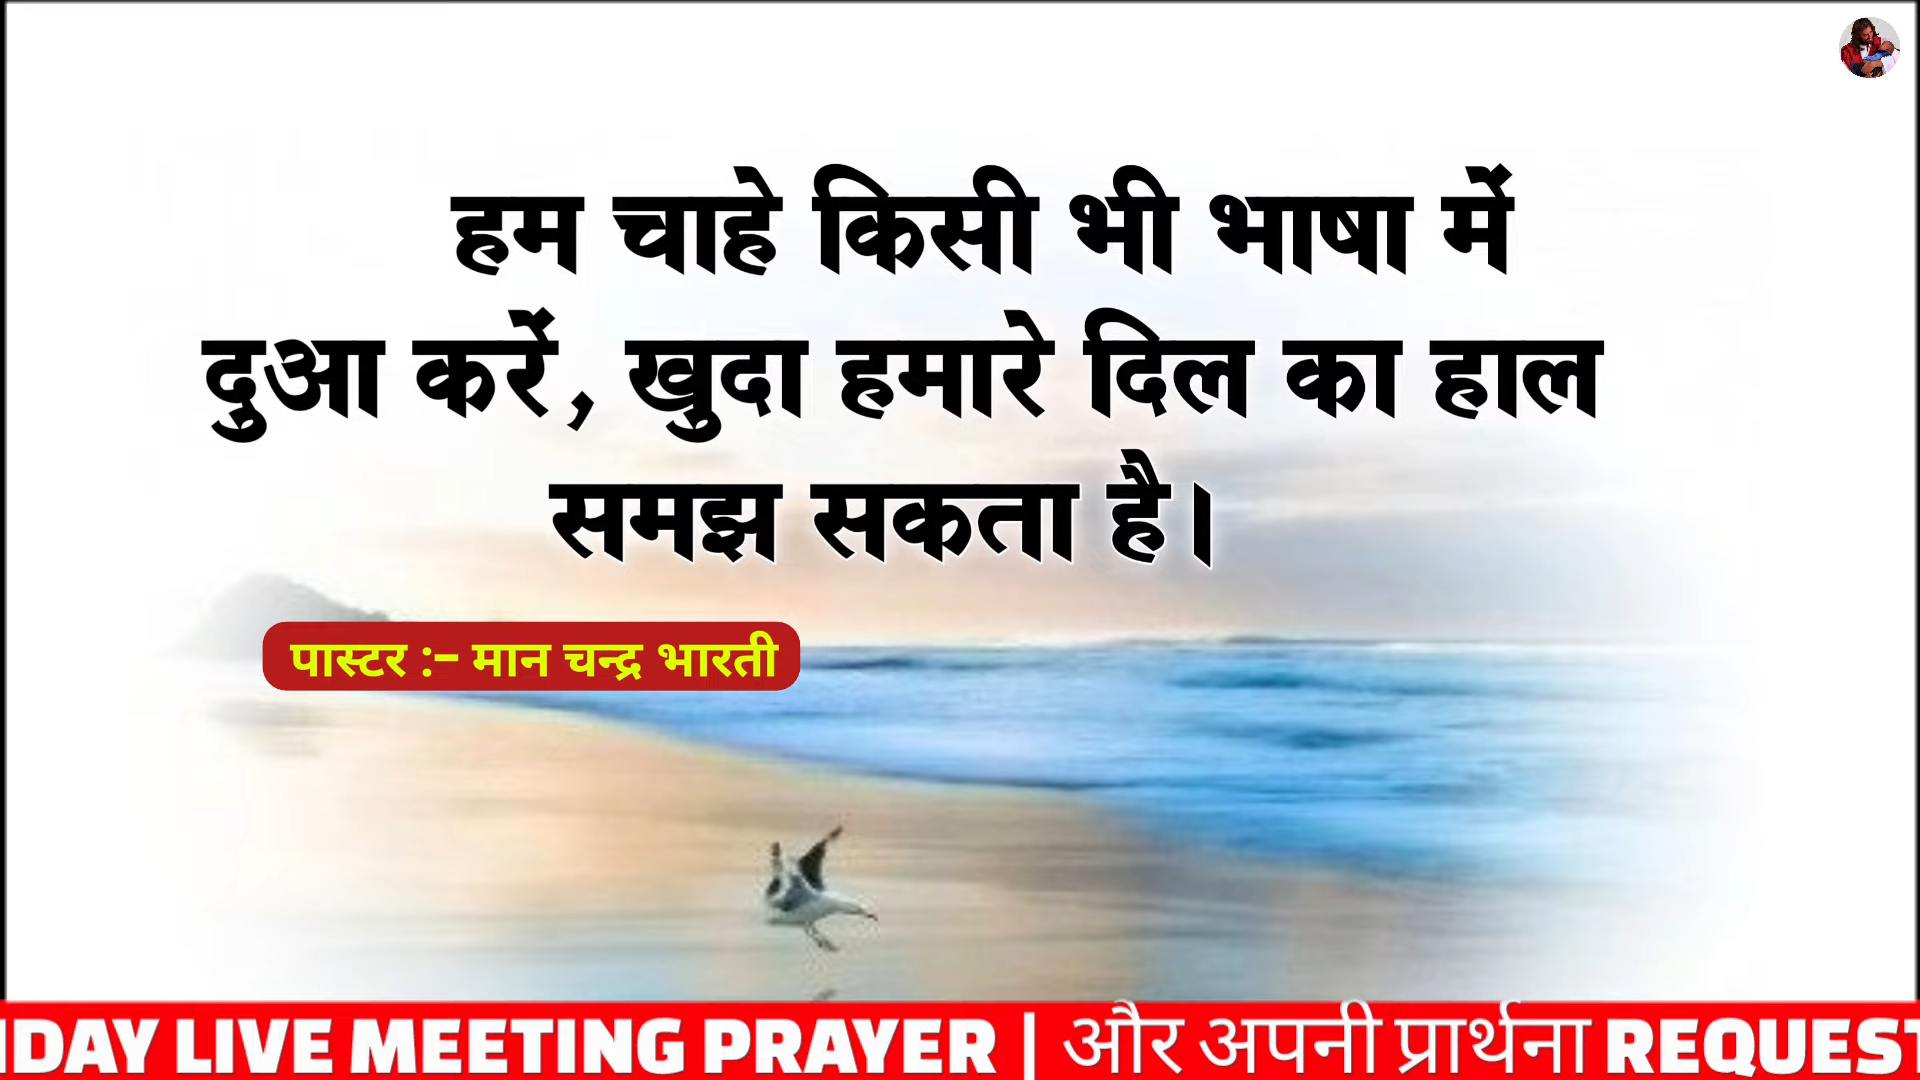 हम चाहे किसी भी भाषा में
दुआ करें, खुदा हमारे दिल का हाल
समझ सकता है।
पास्टर :- मान चन्द्र भारती
DAY LIVE MEETING PRAYER | और अपनी प्रार्थना REQUEST